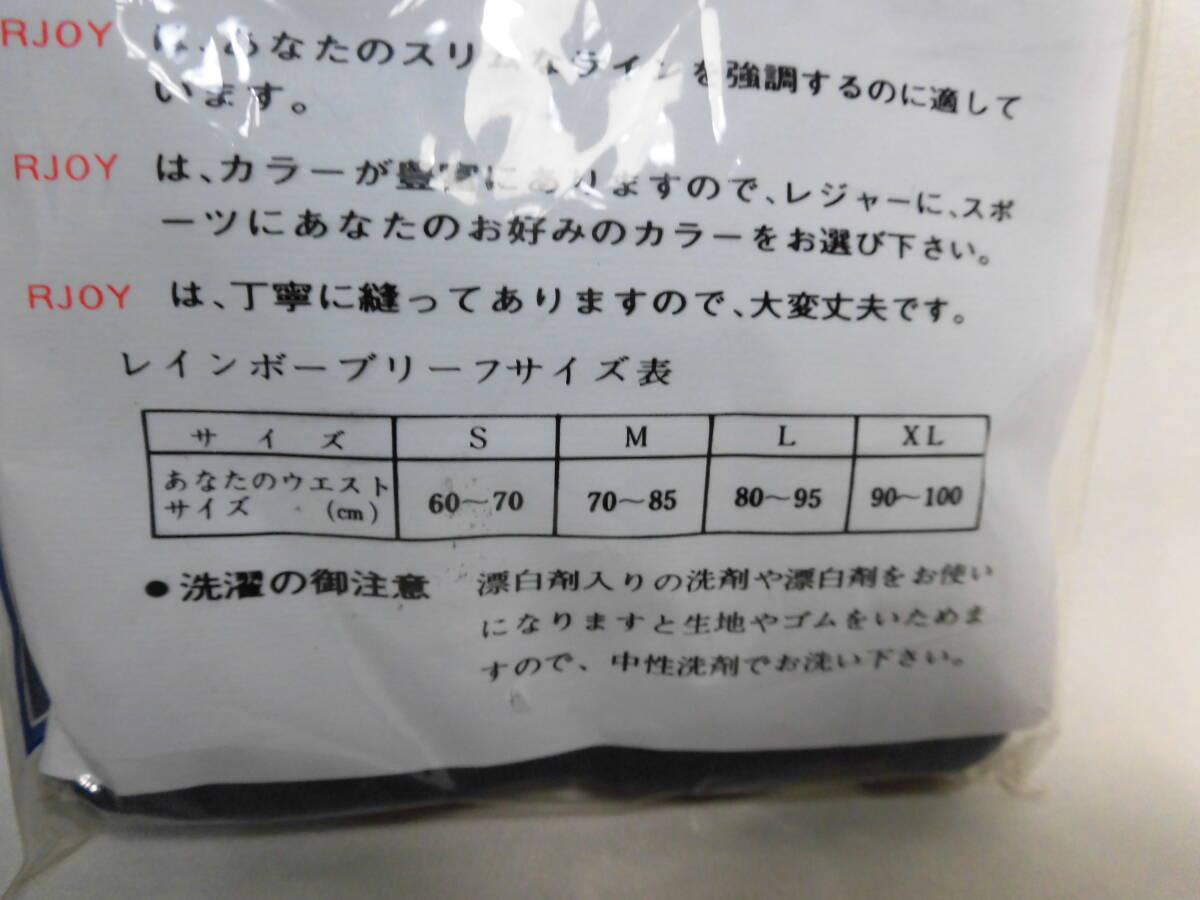 RJOY は、あなたのスリムなラインを強調するのに適して
います。
RJOY は、カラーが豊富にありますので、レジャーに、スポ
ーツにあなたのお好みのカラーをお選び下さい。
RJOY は、丁寧に縫ってありますので、大変丈夫です。
レインボーブリーフサイズ表
サイズ S M L XL
あなたのウエスト
サイズ (cm) 60〜70 70〜85 80〜95 90〜100
●洗濯の御注意 漂白剤入りの洗剤や漂白剤をお使い
になりますと生地やゴムをいためま
すので、中性洗剤でお洗い下さい。